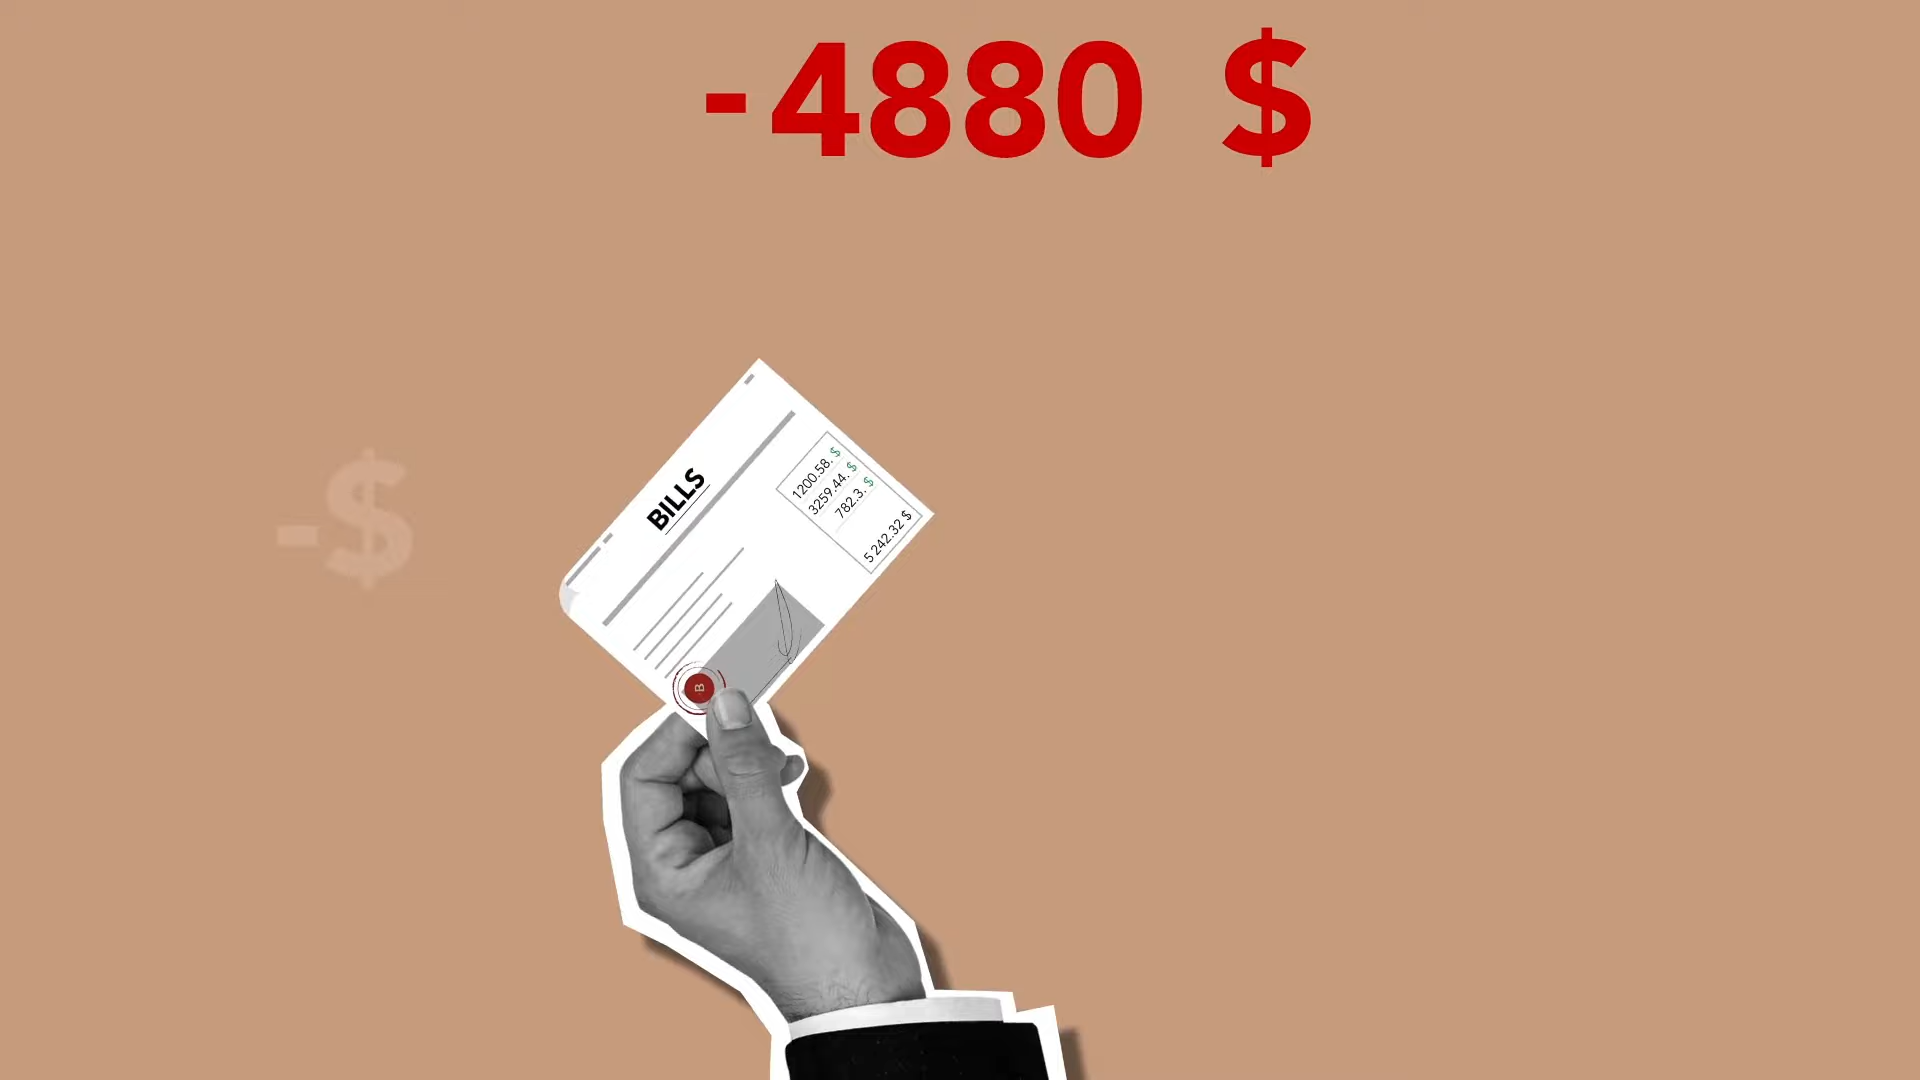 -4880 $
-$
BILLS
1200.58. $
3259.44. $
782.3. $
5 242.32 $
B